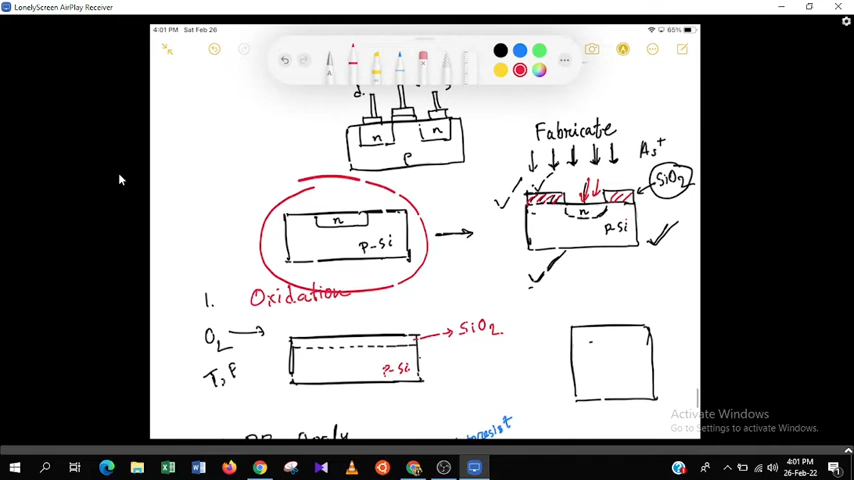 LonelyScreen AirPlay Receiver
4:01 PM Sat Feb 26
65%
d
n
n
P
Fabricate
As+
SiO2
n
P-Si
n
p-Si
1. Oxidation
O2
SiO2
T, P
P-Si
Apply
Activate Windows
Go to Settings to activate Windows.
4:01 PM
26-Feb-22